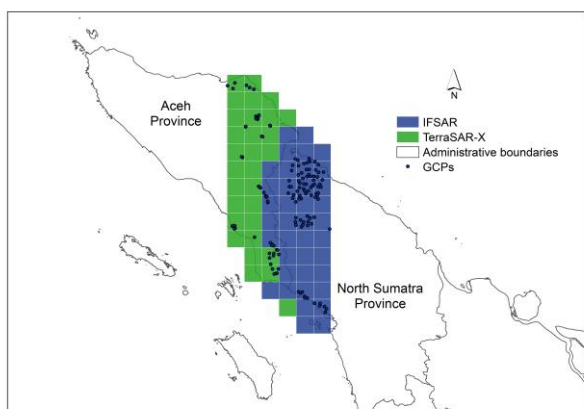 Aceh
Province
N
IFSAR
TerraSAR-X
Administrative boundaries
GCPs
North Sumatra
Province